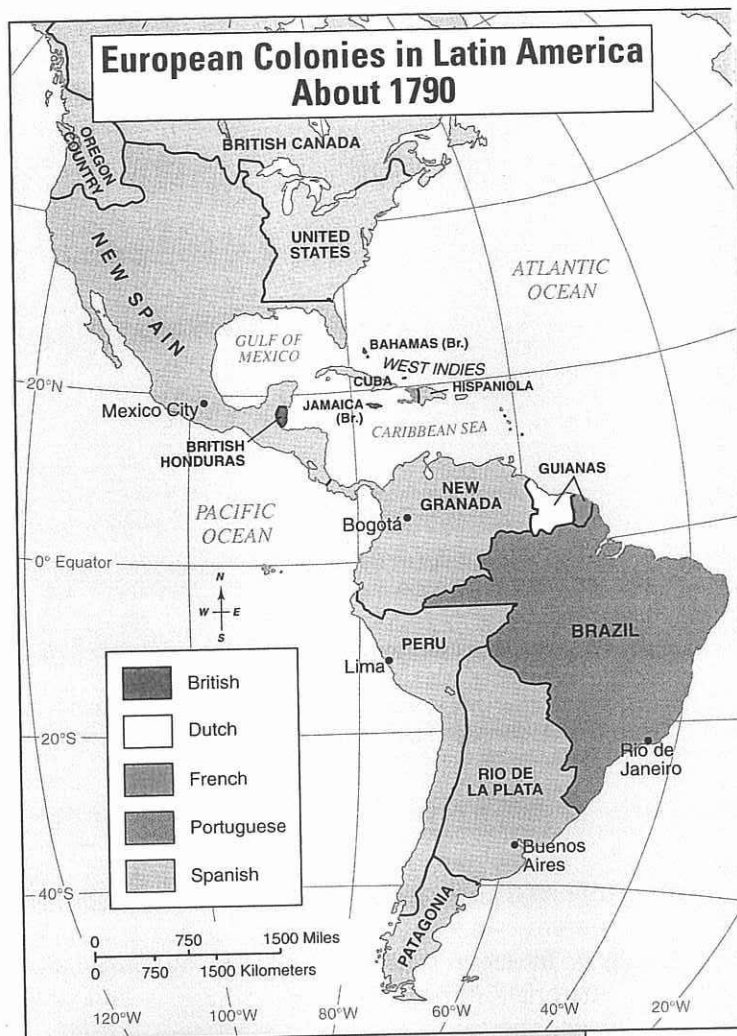 European Colonies in Latin America
About 1790
BRITISH CANADA
OREGON
COUNTRY
UNITED
STATES
NEW SPAIN
ATLANTIC
OCEAN
GULF OF
MEXICO
BAHAMAS (Br.)
WEST INDIES
CUBA
HISPANIOLA
20°N
Mexico City
JAMAICA
(Br.)
CARIBBEAN SEA
BRITISH
HONDURAS
GUIANAS
NEW
GRANADA
PACIFIC
OCEAN
Bogotá
0° Equator
N
W E
S
BRAZIL
PERU
Lima
British
Dutch
French
Portuguese
Spanish
20°S
Rio de
Janeiro
RIO DE
LA PLATA
Buenos
Aires
40°S
PATAGONIA
0 750 1500 Miles
0 750 1500 Kilometers
120°W 100°W 80°W 60°W 40°W 20°W